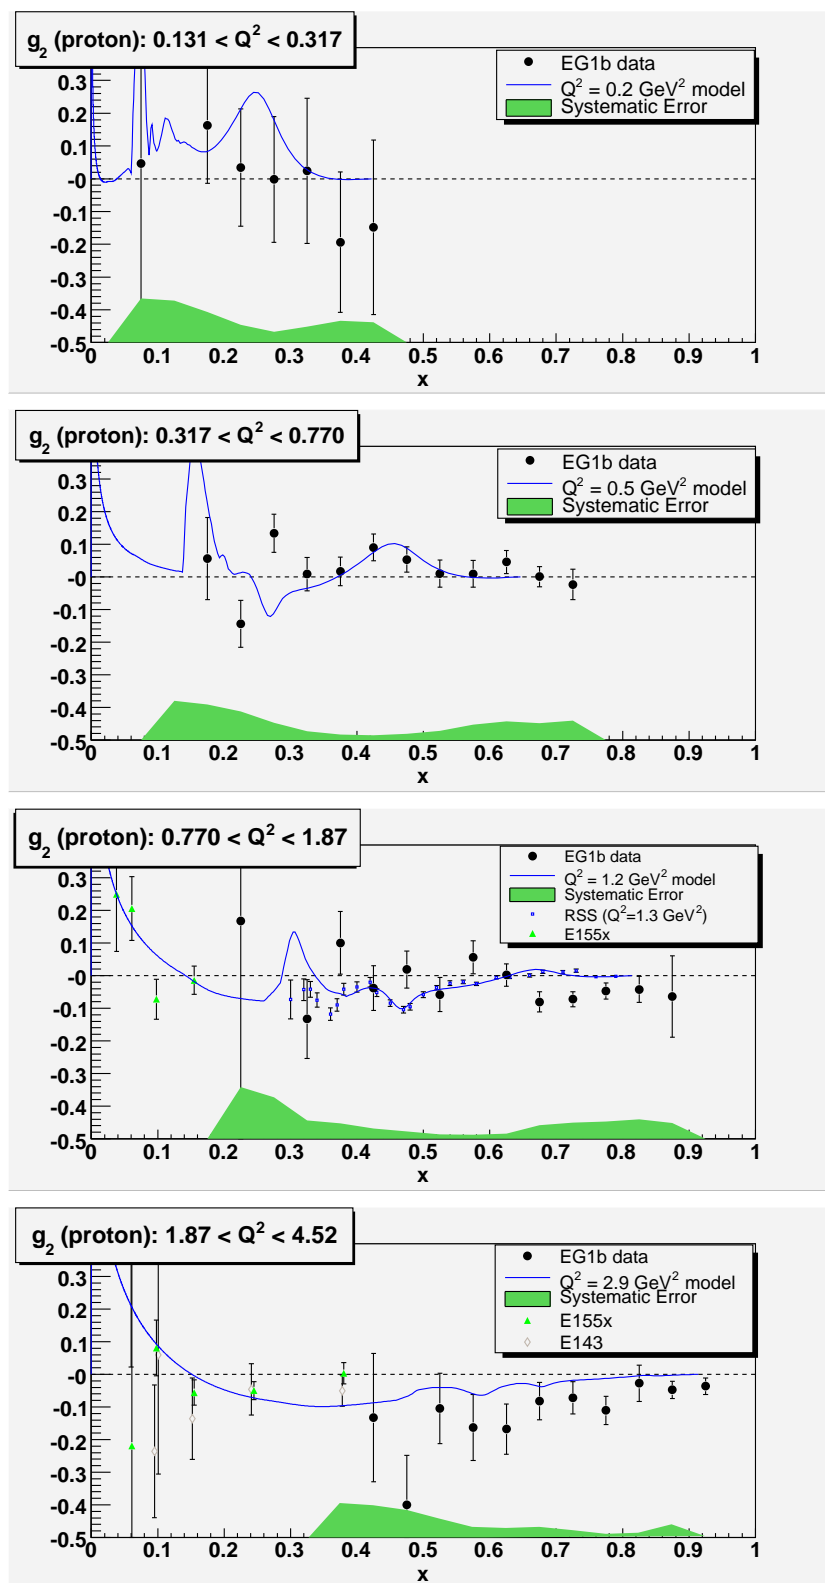 g2 (proton): 0.131 < Q² < 0.317
EG1b data
Q² = 0.2 GeV² model
Systematic Error
0.3
0.2
0.1
-0
-0.1
-0.2
-0.3
-0.4
-0.5
0 0.1 0.2 0.3 0.4 0.5 0.6 0.7 0.8 0.9 1
x
g2 (proton): 0.317 < Q² < 0.770
EG1b data
Q² = 0.5 GeV² model
Systematic Error
0.3
0.2
0.1
-0
-0.1
-0.2
-0.3
-0.4
-0.5
0 0.1 0.2 0.3 0.4 0.5 0.6 0.7 0.8 0.9 1
x
g2 (proton): 0.770 < Q² < 1.87
EG1b data
Q² = 1.2 GeV² model
Systematic Error
RSS (Q²=1.3 GeV²)
E155x
0.3
0.2
0.1
-0
-0.1
-0.2
-0.3
-0.4
-0.5
0 0.1 0.2 0.3 0.4 0.5 0.6 0.7 0.8 0.9 1
x
g2 (proton): 1.87 < Q² < 4.52
EG1b data
Q² = 2.9 GeV² model
Systematic Error
E155x
E143
0.3
0.2
0.1
-0
-0.1
-0.2
-0.3
-0.4
-0.5
0 0.1 0.2 0.3 0.4 0.5 0.6 0.7 0.8 0.9 1
x